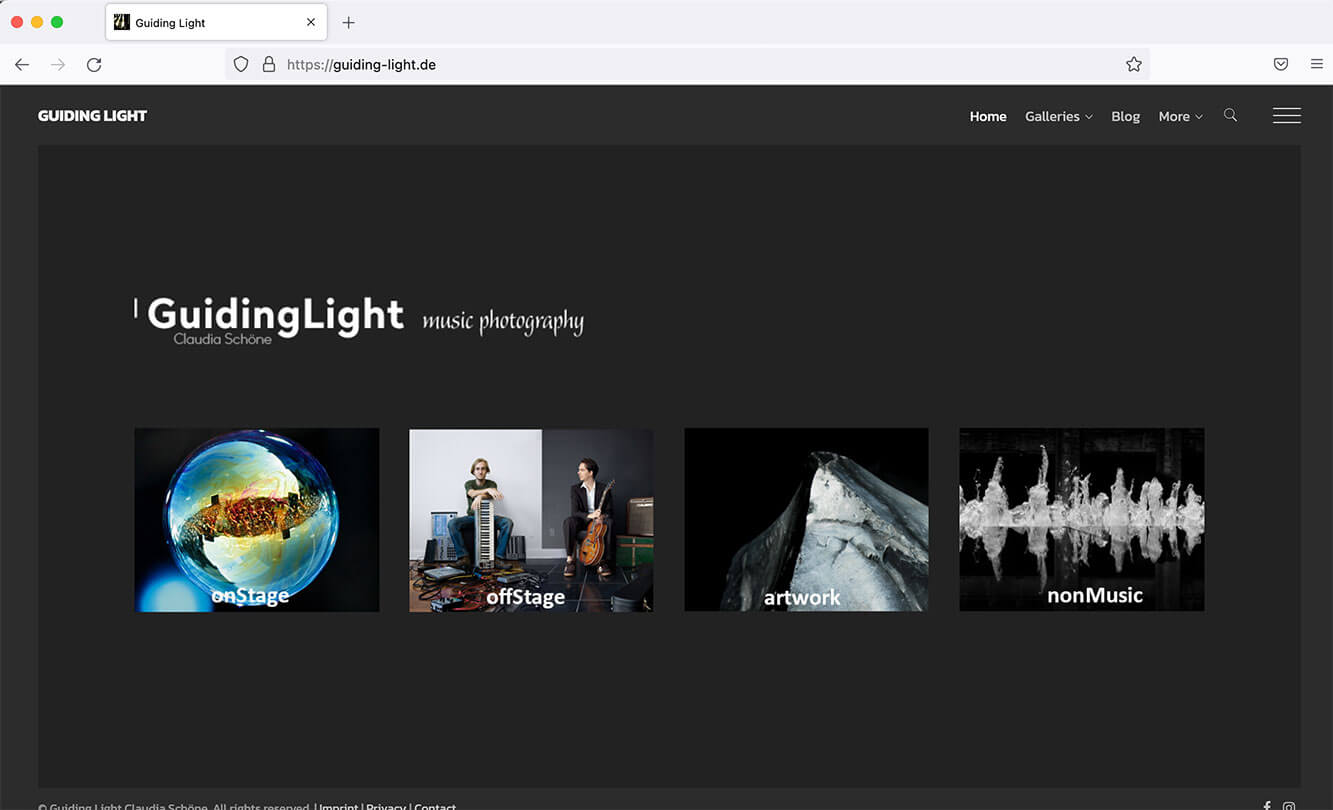 Guiding Light
https://guiding-light.de
GUIDING LIGHT
Home Galleries Blog More
GuidingLight music photography
Claudia Schöne
onStage
offStage
artwork
nonMusic
© Guiding Light Claudia Schöne. All rights reserved. | Imprint | Privacy | Contact